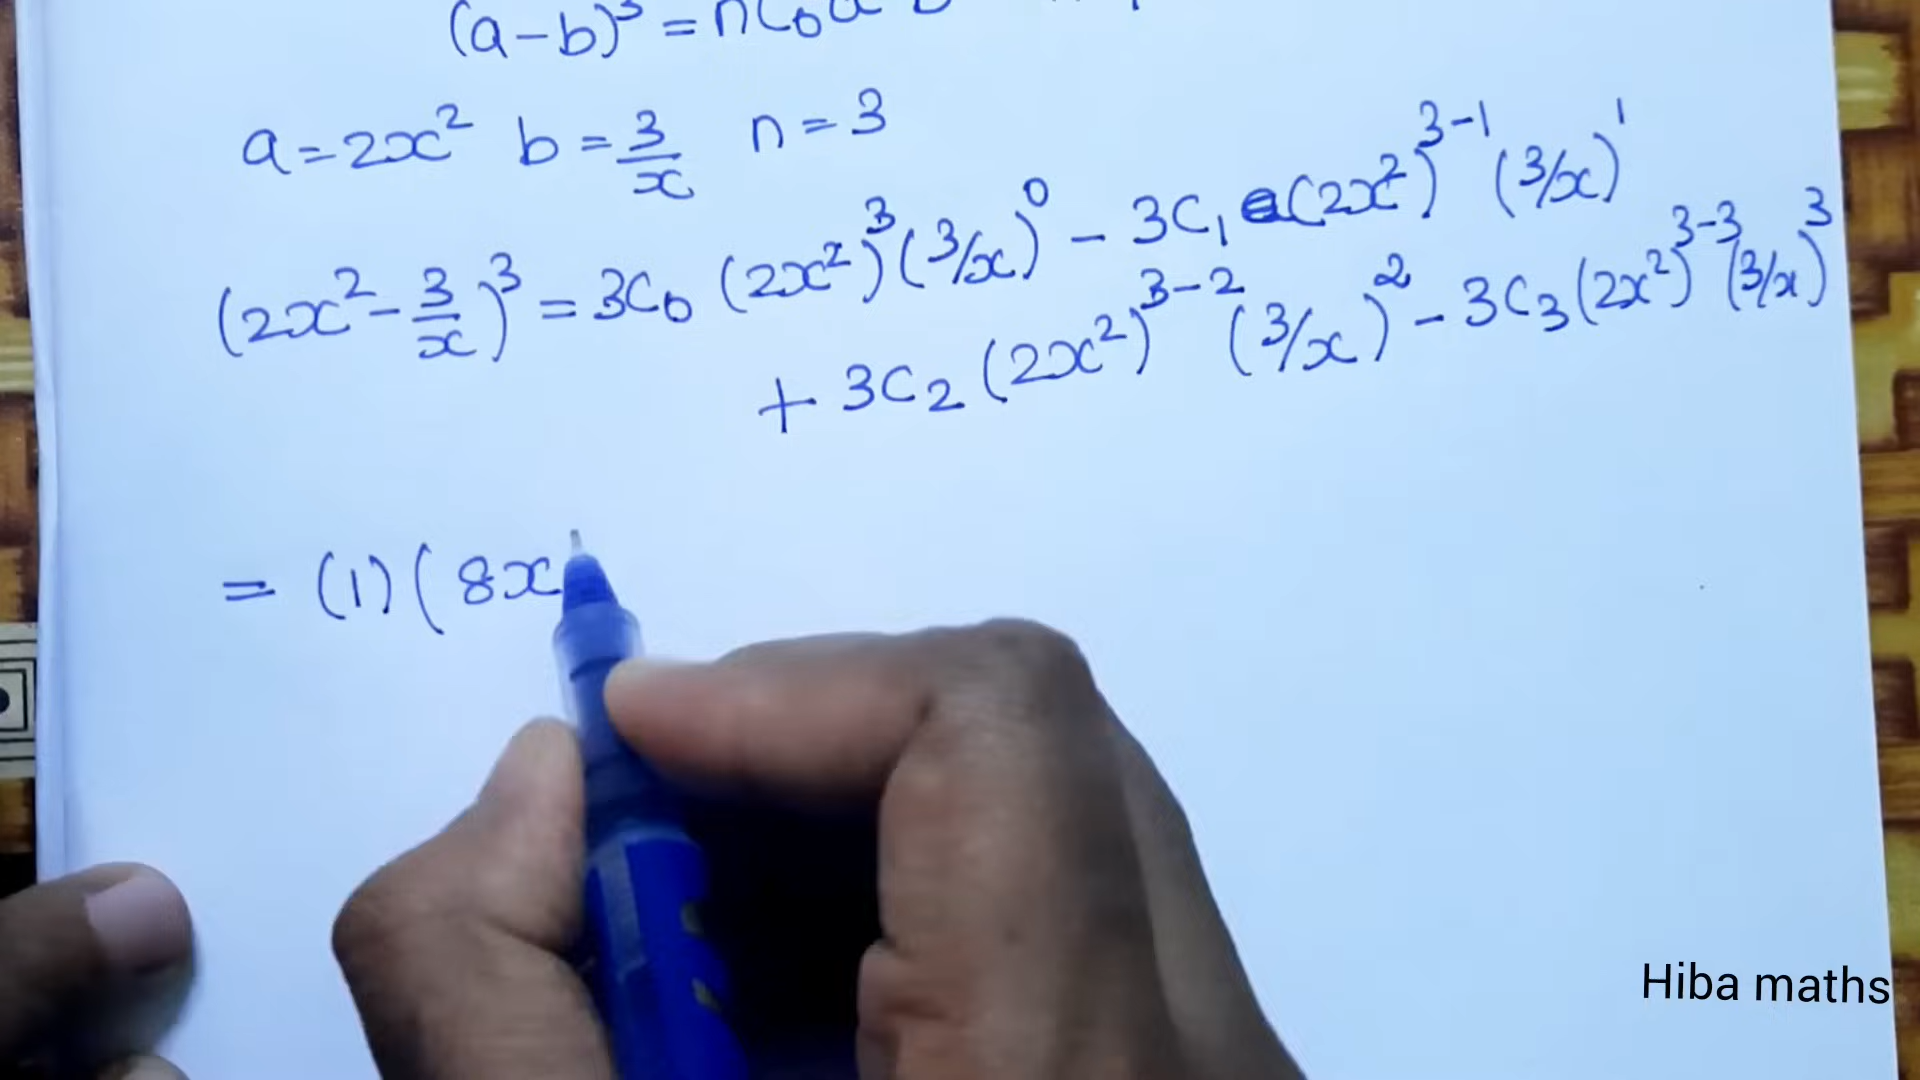 (a-b)³ = nC₀a
a=2x² b=3/x n=3
(2x²-3/x)³ = 3C₀ (2x²)³(3/x)⁰ - 3C₁ (2x²)³⁻¹ (3/x)¹
+ 3C₂ (2x²)³⁻² (3/x)² - 3C₃(2x²)³⁻³(3/x)³
= (1)(8x
Hiba maths